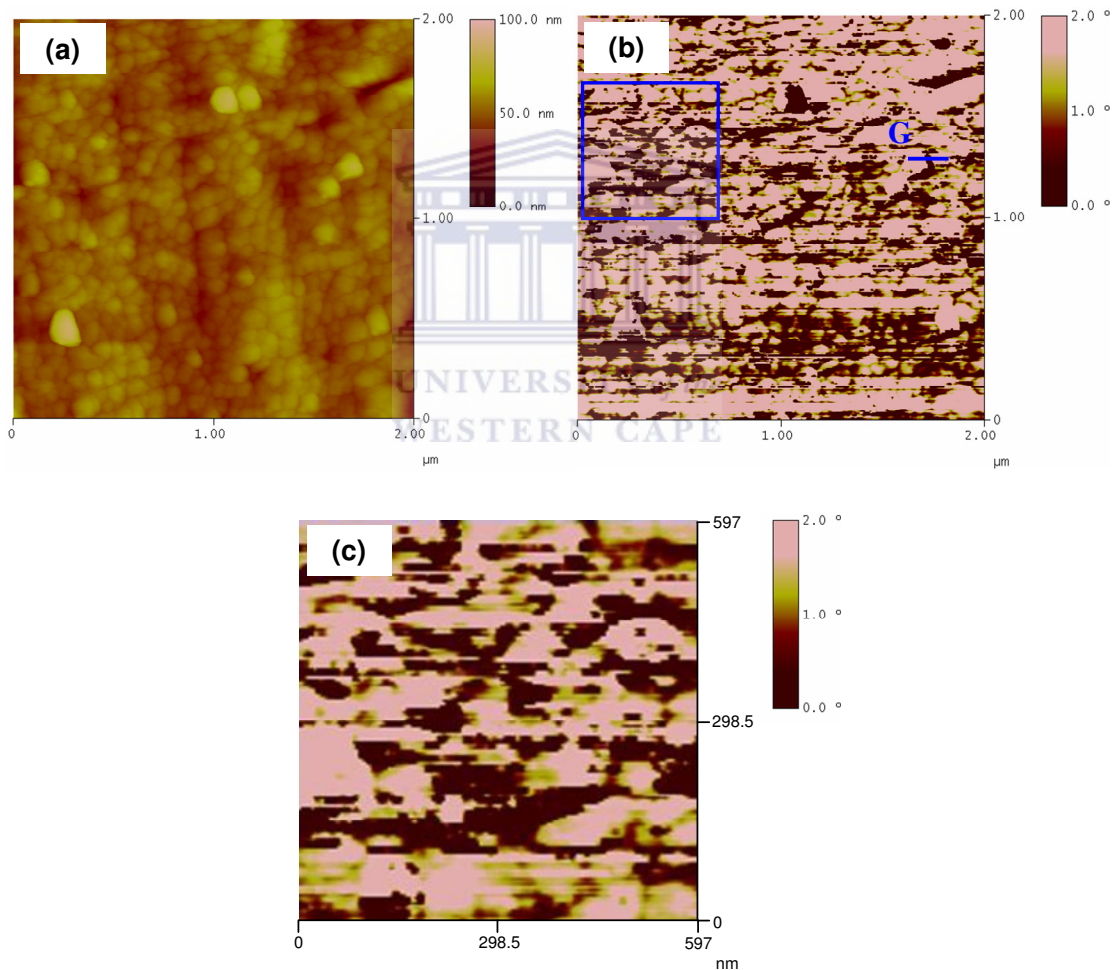 (a)
2.00
100.0 nm
50.0 nm
0.0 nm
1.00
0
0 1.00 2.00
µm
(b)
2.00
2.0 °
1.0 °
0.0 °
G
1.00
0
0 1.00 2.00
µm
UNIVERSITY of the
WESTERN CAPE
(c)
597
2.0 °
1.0 °
0.0 °
298.5
0
0 298.5 597
nm